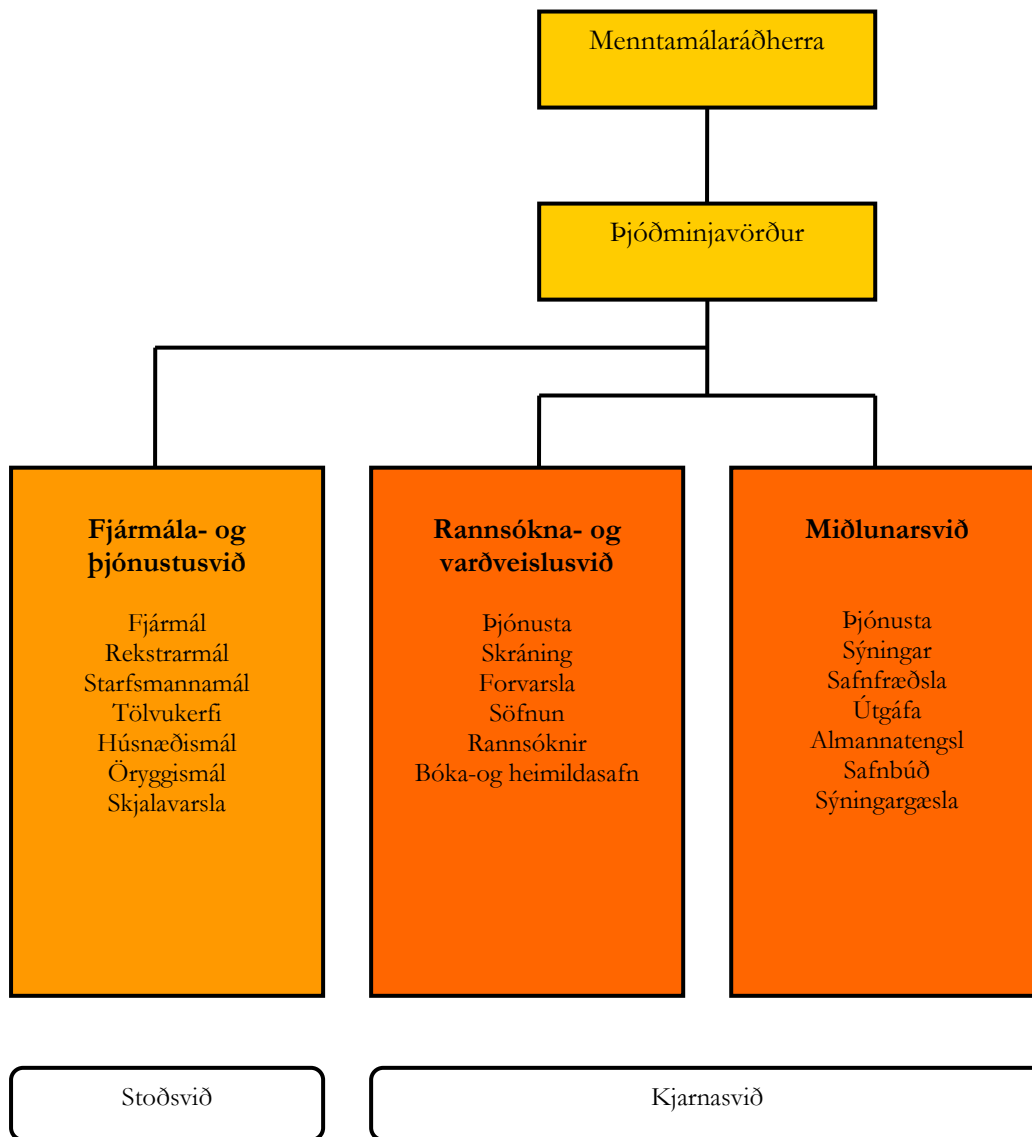 Menntamálaráðherra
Þjóðminjavörður
Fjármála- og
þjónustusvið
Fjármál
Rekstrarmál
Starfsmannamál
Tölvukerfi
Húsnæðismál
Öryggismál
Skjalavarsla
Rannsókna- og
varðveislusvið
Þjónusta
Skráning
Forvarsla
Söfnun
Rannsóknir
Bóka-og heimildasafn
Miðlunarsvið
Þjónusta
Sýningar
Safnfræðsla
Útgáfa
Almannatengsl
Safnbúð
Sýningargæsla
Stoðsvið
Kjarnasvið